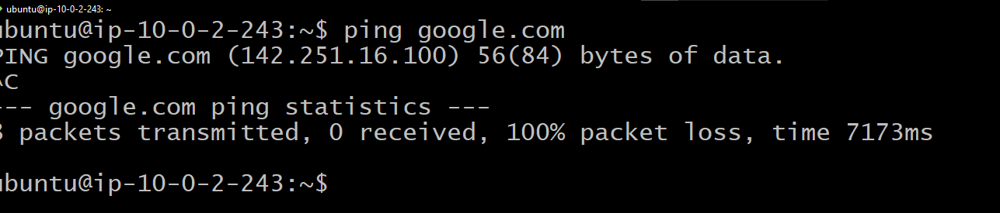 ubuntu@ip-10-0-2-243: ~
ubuntu@ip-10-0-2-243:~$ ping google.com
PING google.com (142.251.16.100) 56(84) bytes of data.
^C
--- google.com ping statistics ---
8 packets transmitted, 0 received, 100% packet loss, time 7173ms
ubuntu@ip-10-0-2-243:~$